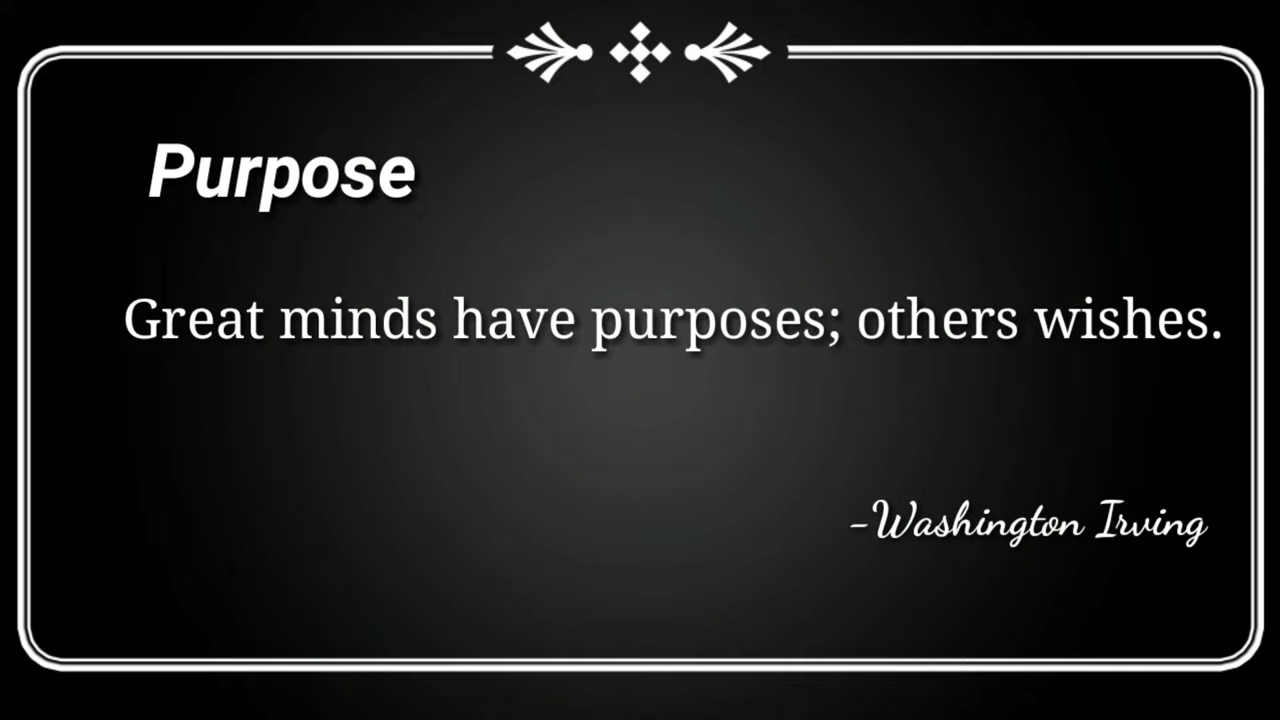 Purpose
Great minds have purposes; others wishes.
-Washington Irving